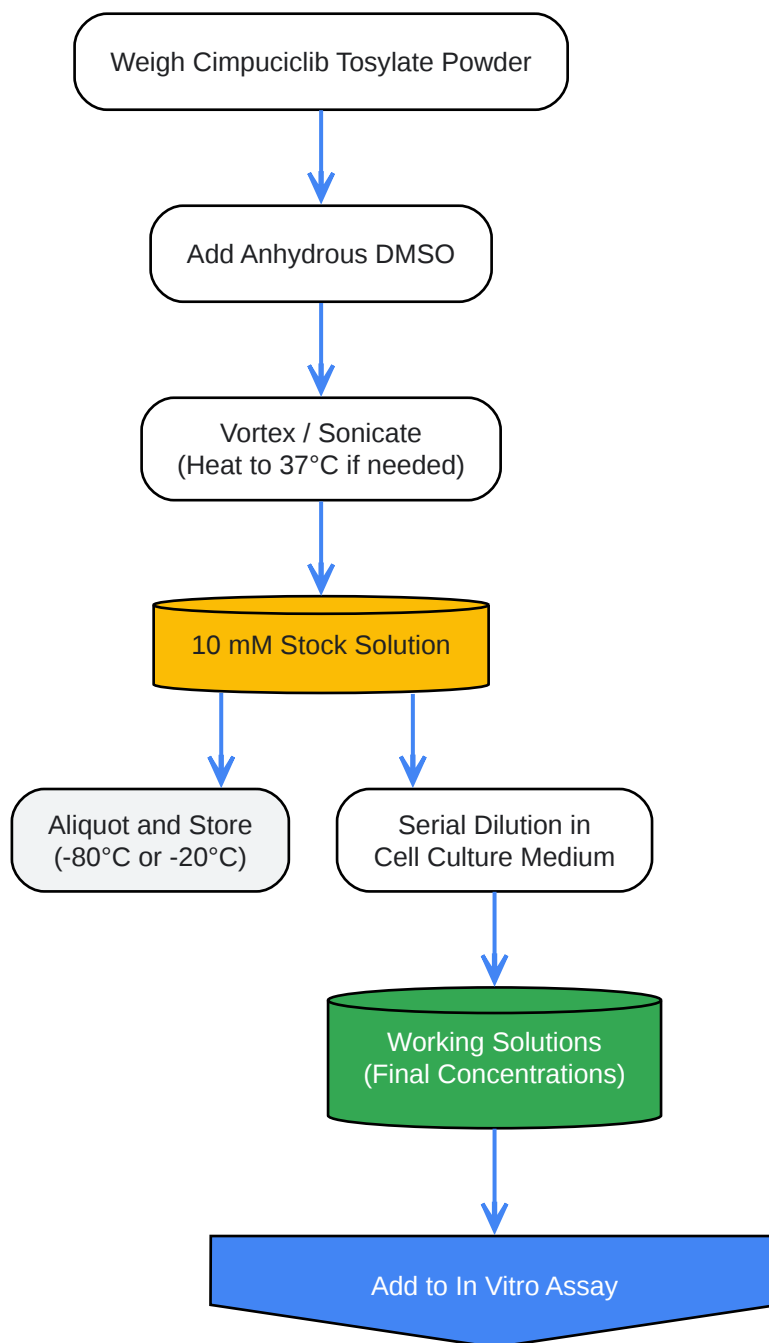 Weigh Cimpuciclib Tosylate Powder
Add Anhydrous DMSO
Vortex / Sonicate
(Heat to 37°C if needed)
10 mM Stock Solution
Aliquot and Store
(-80°C or -20°C)
Serial Dilution in
Cell Culture Medium
Working Solutions
(Final Concentrations)
Add to In Vitro Assay